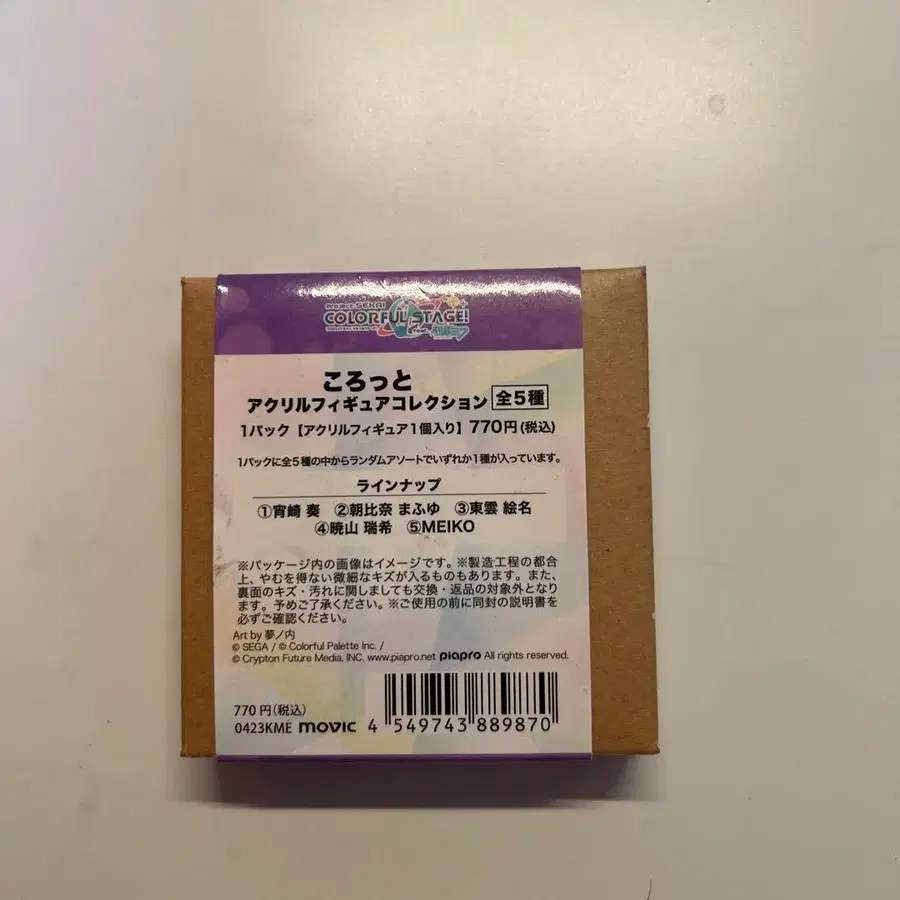 Project SEKAI
COLORFUL STAGE!
feat. 初音ミク
ころっと
アクリルフィギュアコレクション 全5種
1パック【アクリルフィギュア1個入り】770円(税込)
1パックに全5種の中からランダムアソートでいずれか1種が入っています。
ラインナップ
①宵崎 奏 ②朝比奈 まふゆ ③東雲 絵名
④暁山 瑞希 ⑤MEIKO
※パッケージ内の画像はイメージです。※製造工程の都合
上、やむを得ない微細なキズが入るものもあります。また、
裏面のキズ・汚れに関しましても交換・返品の対象外となり
ます。予めご了承ください。※ご使用の前に同封の説明書を
必ずご確認ください。
Art by 夢ノ内
© SEGA / © Colorful Palette Inc. /
© Crypton Future Media, INC. www.piapro.net piapro All rights reserved.
770円(税込)
0423KME movic 4 549743 889870